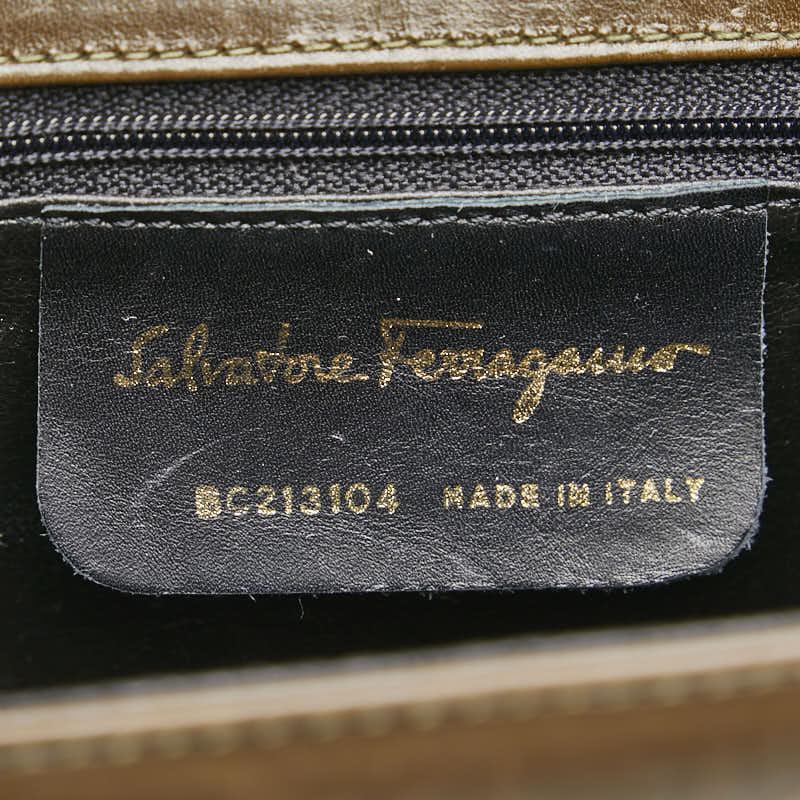 Salvatore Ferragamo
BC213104 MADE IN ITALY